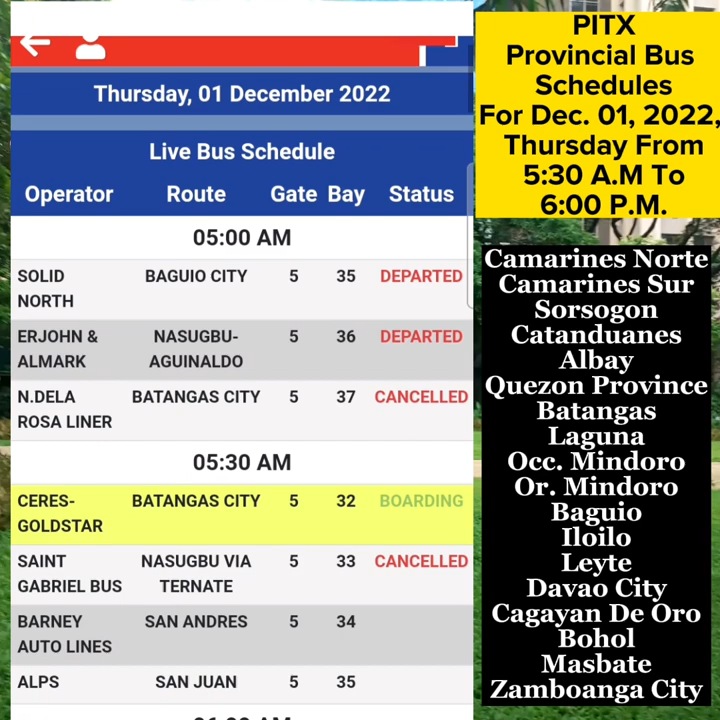 Thursday, 01 December 2022
Live Bus Schedule
Operator Route Gate Bay Status
05:00 AM
SOLID NORTH BAGUIO CITY 5 35 DEPARTED
ERJOHN & ALMARK NASUGBU-AGUINALDO 5 36 DEPARTED
N.DELA ROSA LINER BATANGAS CITY 5 37 CANCELLED
05:30 AM
CERES-GOLDSTAR BATANGAS CITY 5 32 BOARDING
SAINT GABRIEL BUS NASUGBU VIA TERNATE 5 33 CANCELLED
BARNEY AUTO LINES SAN ANDRES 5 34
ALPS SAN JUAN 5 35
PITX
Provincial Bus
Schedules
For Dec. 01, 2022,
Thursday From
5:30 A.M To
6:00 P.M.
Camarines Norte
Camarines Sur
Sorsogon
Catanduanes
Albay
Quezon Province
Batangas
Laguna
Occ. Mindoro
Or. Mindoro
Baguio
Iloilo
Leyte
Davao City
Cagayan De Oro
Bohol
Masbate
Zamboanga City